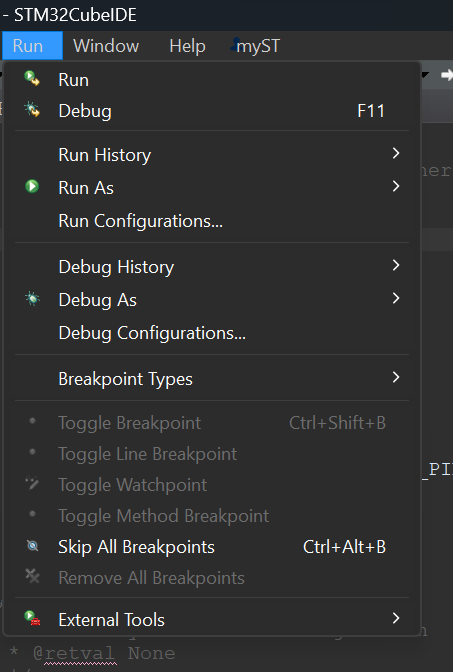 - STM32CubeIDE
Run Window Help myST
Run
Debug F11
Run History
Run As
Run Configurations...
Debug History
Debug As
Debug Configurations...
Breakpoint Types
Toggle Breakpoint Ctrl+Shift+B
Toggle Line Breakpoint
Toggle Watchpoint
Toggle Method Breakpoint
Skip All Breakpoints Ctrl+Alt+B
Remove All Breakpoints
External Tools
* @retval None